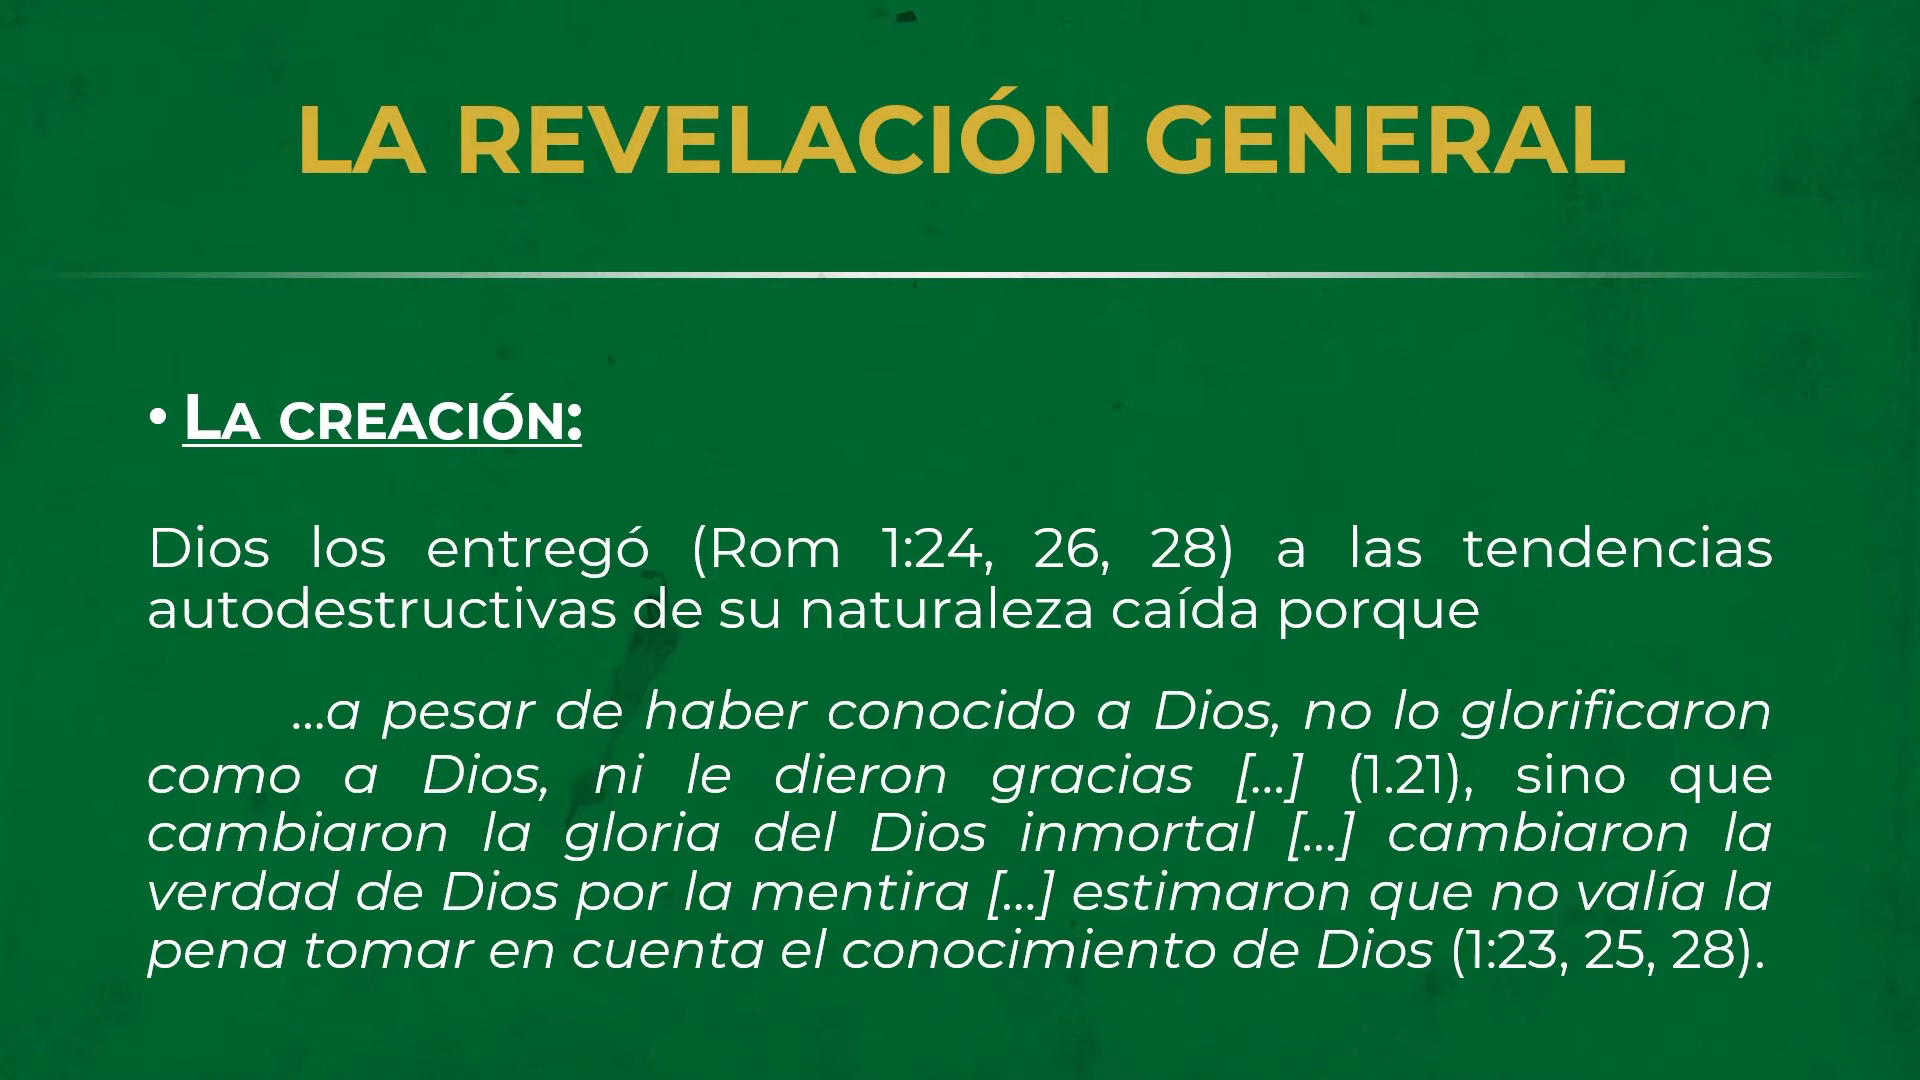 LA REVELACIÓN GENERAL
• LA CREACIÓN:
Dios los entregó (Rom 1:24, 26, 28) a las tendencias
autodestructivas de su naturaleza caída porque
...a pesar de haber conocido a Dios, no lo glorificaron
como a Dios, ni le dieron gracias [...] (1.21), sino que
cambiaron la gloria del Dios inmortal [...] cambiaron la
verdad de Dios por la mentira [...] estimaron que no valía la
pena tomar en cuenta el conocimiento de Dios (1:23, 25, 28).